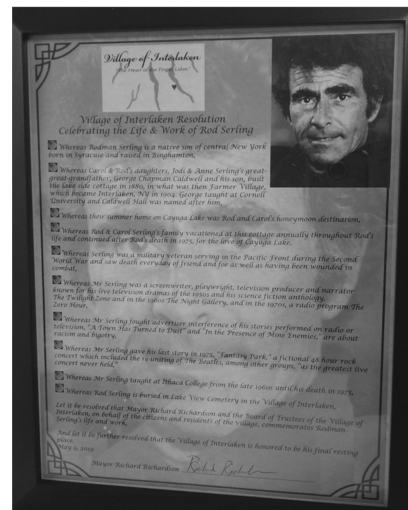 Village of Interlaken
"The Heart of the Finger Lakes"
Village of Interlaken Resolution
Celebrating the Life & Work of Rod Serling
Whereas Rodman Serling is a native son of central New York
born in Syracuse and raised in Binghamton,
Whereas Carol & Rod's daughters, Jodi & Anne Serling's great-
great-grandfather, George Chapman Caldwell and his son, built
the lake side cottage in 1889, in what was then Farmer Village,
which became Interlaken, NY in 1904. George taught at Cornell
University and Caldwell Hall was named after him,
Whereas their summer home on Cayuga Lake was Rod and Carol's honeymoon destination,
Whereas Rod & Carol Serling's family vacationed at this cottage annually throughout Rod's
life and continued after Rod's death in 1975, for the love of Cayuga Lake.
Whereas Serling was a military veteran serving in the Pacific Front during the Second
World War and saw death everyday of friend and foe as well as having been wounded in
combat,
Whereas Mr Serling was a screenwriter, playwright, television producer and narrator
known for his live television dramas of the 1950s and his science fiction anthology,
The Twilight Zone and in the 1960s The Night Gallery, and in the 1970s, a radio program The
Zero Hour,
Whereas Mr Serling fought advertiser interference of his stories performed on radio or
television, "A Town Has Turned to Dust" and "In the Presence of Mine Enemies," are about
racism and bigotry,
Whereas Mr Serling gave his last story in 1975, "Fantasy Park," a fictional 48 hour rock
concert which included the reuniting of The Beatles, among other groups, "as the greatest live
concert never held."
Whereas Mr Serling taught at Ithaca College from the late 1960s until his death in 1975,
Whereas Rod Serling is buried in Lake View Cemetery in the Village of Interlaken,
Let it be resolved that Mayor Richard Richardson and the Board of Trustees of the Village of
Interlaken, on behalf of the citizens and residents of the Village, commemorates Rodman
Serling's life and work,
And let it be further resolved that the Village of Interlaken is honored to be his final resting
place.
Mayor Richard Richardson